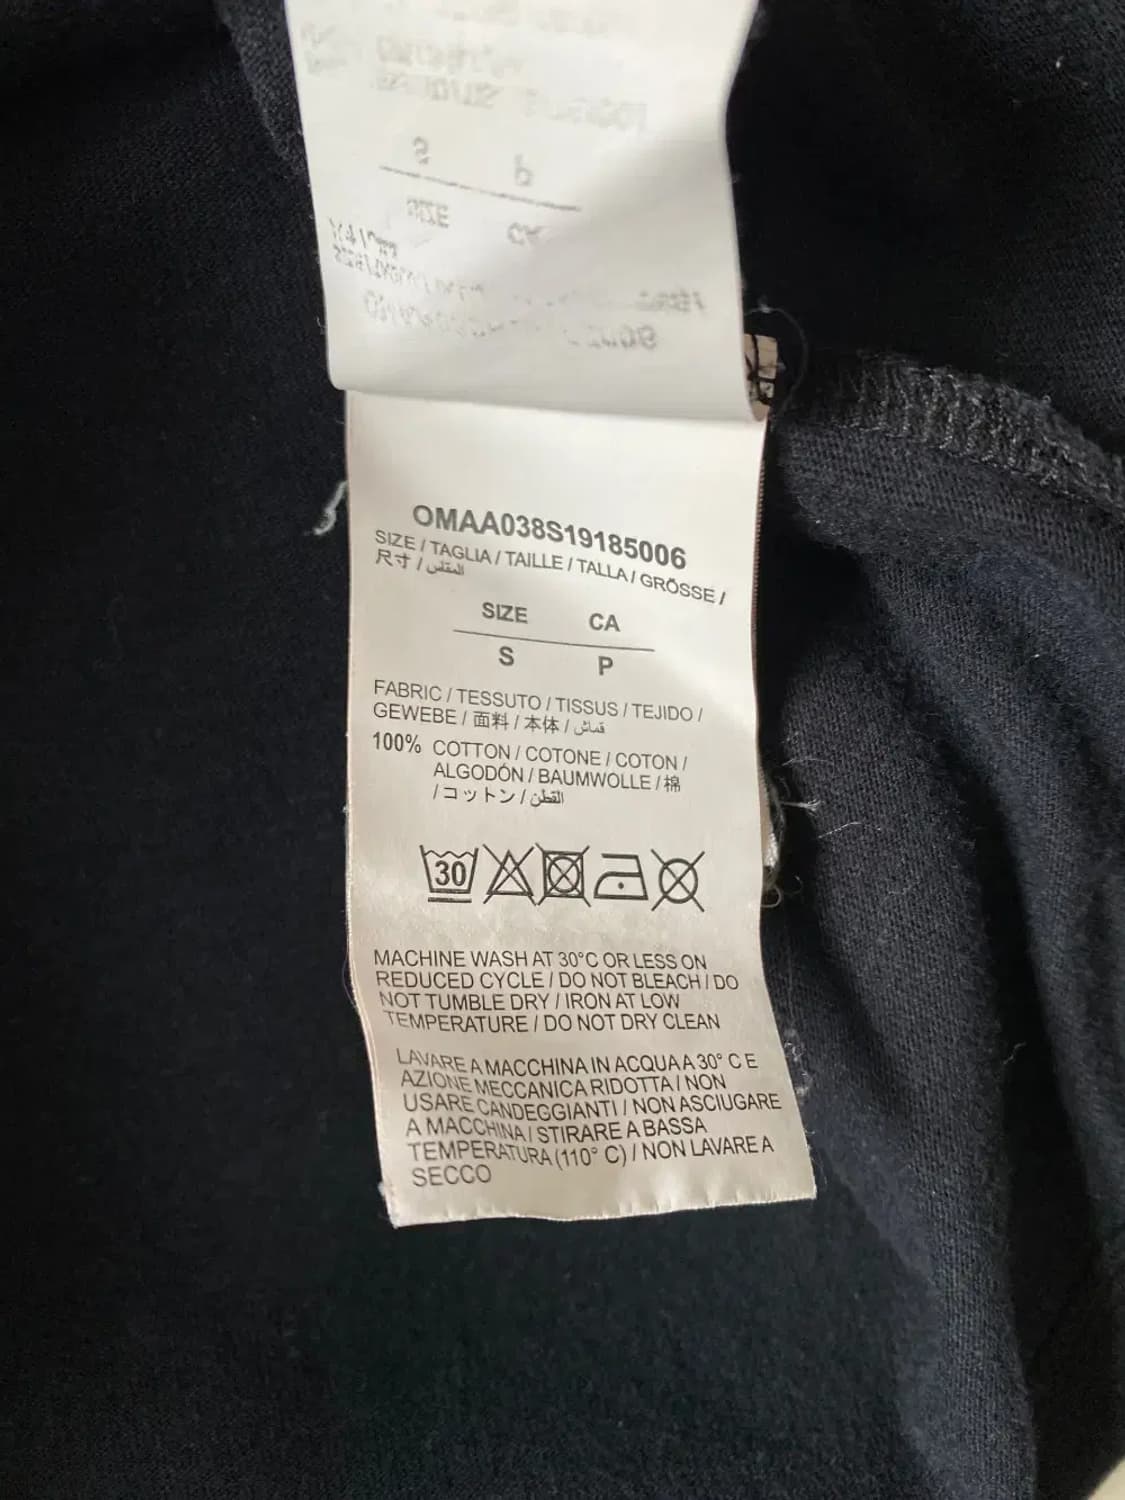 OMAA038S19185006
SIZE / TAGLIA / TAILLE / TALLA / GRÖSSE /
尺寸 / المقاس
SIZE CA
S P
FABRIC / TESSUTO / TISSUS / TEJIDO /
GEWEBE / 面料 / 本体 / قماش
100% COTTON / COTONE / COTON /
ALGODÓN / BAUMWOLLE / 棉
/ コットン / القطن
30
MACHINE WASH AT 30°C OR LESS ON
REDUCED CYCLE / DO NOT BLEACH / DO
NOT TUMBLE DRY / IRON AT LOW
TEMPERATURE / DO NOT DRY CLEAN
LAVARE A MACCHINA IN ACQUA A 30° C E
AZIONE MECCANICA RIDOTTA / NON
USARE CANDEGGIANTI / NON ASCIUGARE
A MACCHINA / STIRARE A BASSA
TEMPERATURA (110° C) / NON LAVARE A
SECCO